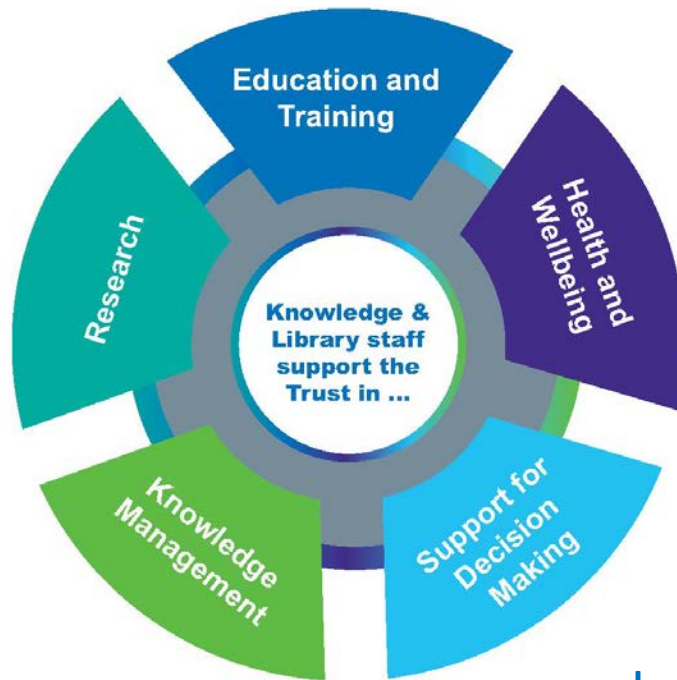 Education and
Training
Health and
Wellbeing
Support for
Decision
Making
Knowledge
Management
Research
Knowledge &
Library staff
support the
Trust in ...